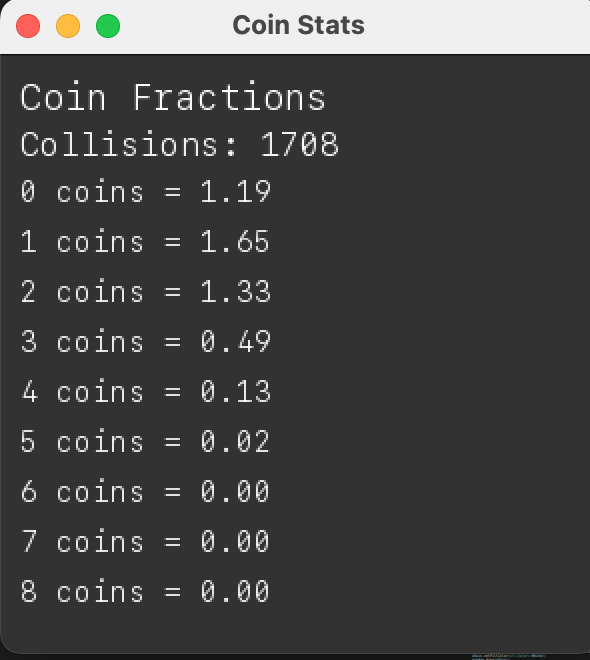 Coin Stats
Coin Fractions
Collisions: 1708
0 coins = 1.19
1 coins = 1.65
2 coins = 1.33
3 coins = 0.49
4 coins = 0.13
5 coins = 0.02
6 coins = 0.00
7 coins = 0.00
8 coins = 0.00